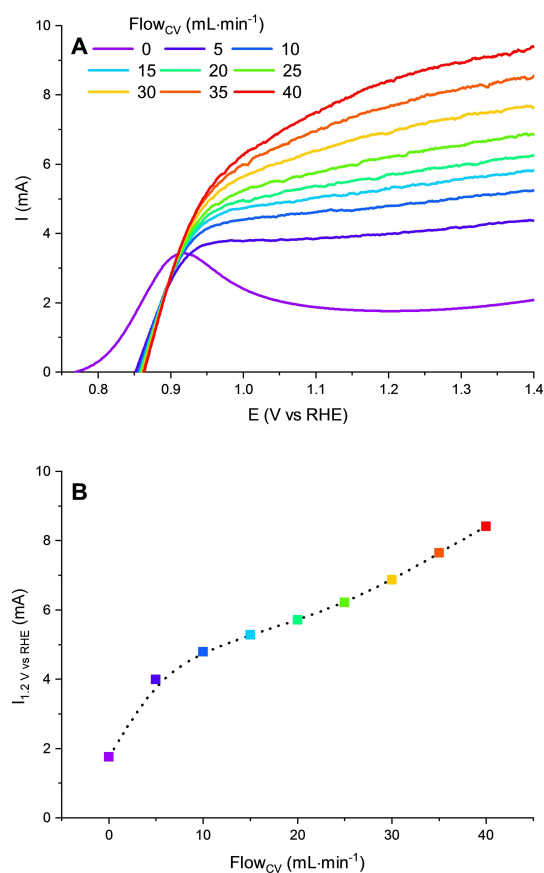 Flow_CV (mL·min⁻¹)
A
0 5 10
15 20 25
30 35 40
10
8
6
4
2
0
I (mA)
0.8 0.9 1.0 1.1 1.2 1.3 1.4
E (V vs RHE)
B
10
8
6
4
2
0
I_1.2 V vs RHE (mA)
0 10 20 30 40
Flow_CV (mL·min⁻¹)